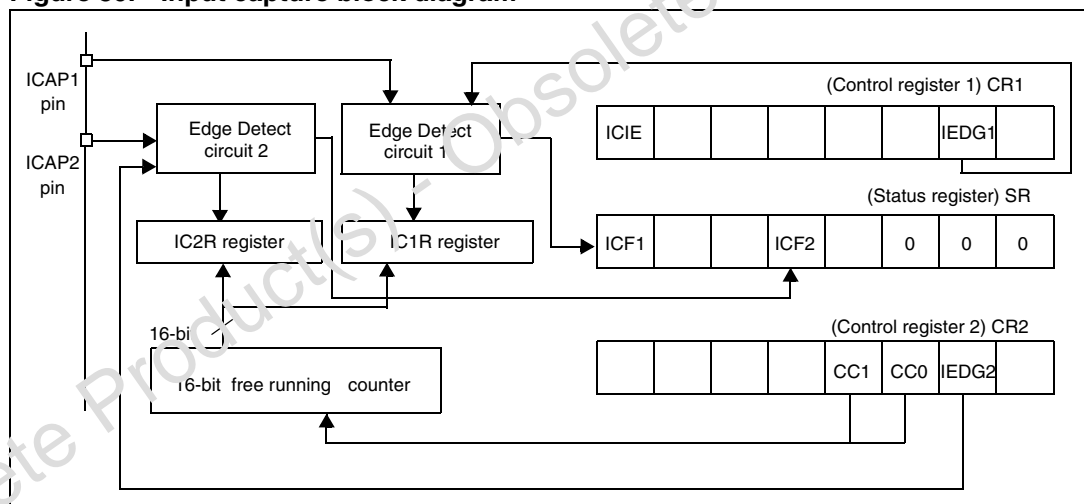 Figure 35. Input capture block diagram
ICAP1
pin
ICAP2
pin
Edge Detect
circuit 2
Edge Detect
circuit 1
IC2R register
IC1R register
16-bit
16-bit free running counter
(Control register 1) CR1
ICIE
IEDG1
(Status register) SR
ICF1
ICF2
0
0
0
(Control register 2) CR2
CC1
CC0
IEDG2
ete Product(s) - Obsolete